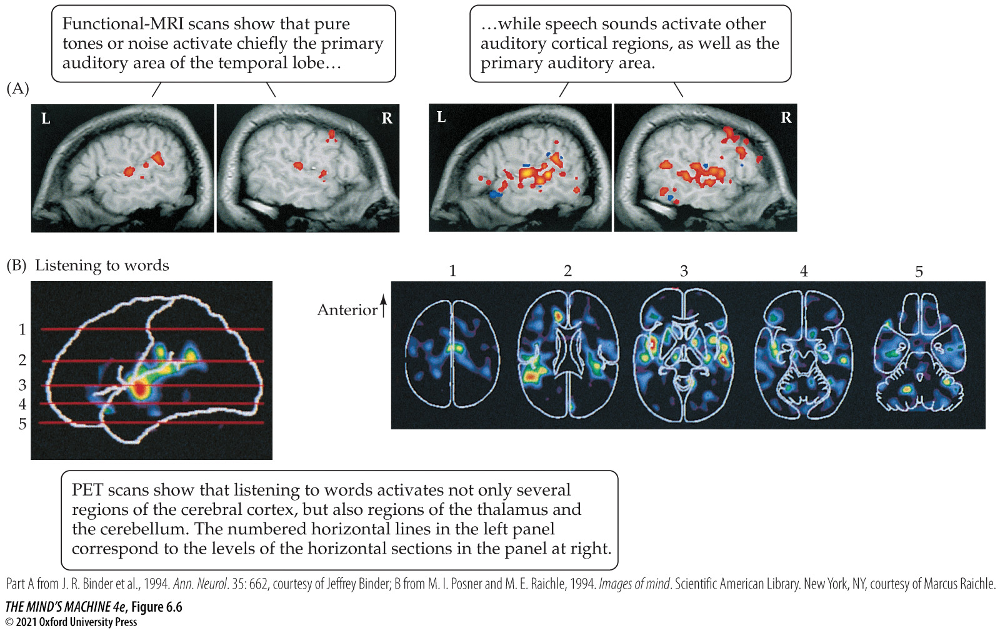 Functional-MRI scans show that pure
tones or noise activate chiefly the primary
auditory area of the temporal lobe…
…while speech sounds activate other
auditory cortical regions, as well as the
primary auditory area.
(A)
L
R
L
R
(B) Listening to words
1
2
3
4
5
Anterior
1
2
3
4
5
PET scans show that listening to words activates not only several
regions of the cerebral cortex, but also regions of the thalamus and
the cerebellum. The numbered horizontal lines in the left panel
correspond to the levels of the horizontal sections in the panel at right.
Part A from J. R. Binder et al., 1994. Ann. Neurol. 35: 662, courtesy of Jeffrey Binder; B from M. I. Posner and M. E. Raichle, 1994. Images of mind. Scientific American Library. New York, NY, courtesy of Marcus Raichle.
THE MIND'S MACHINE 4e, Figure 6.6
© 2021 Oxford University Press